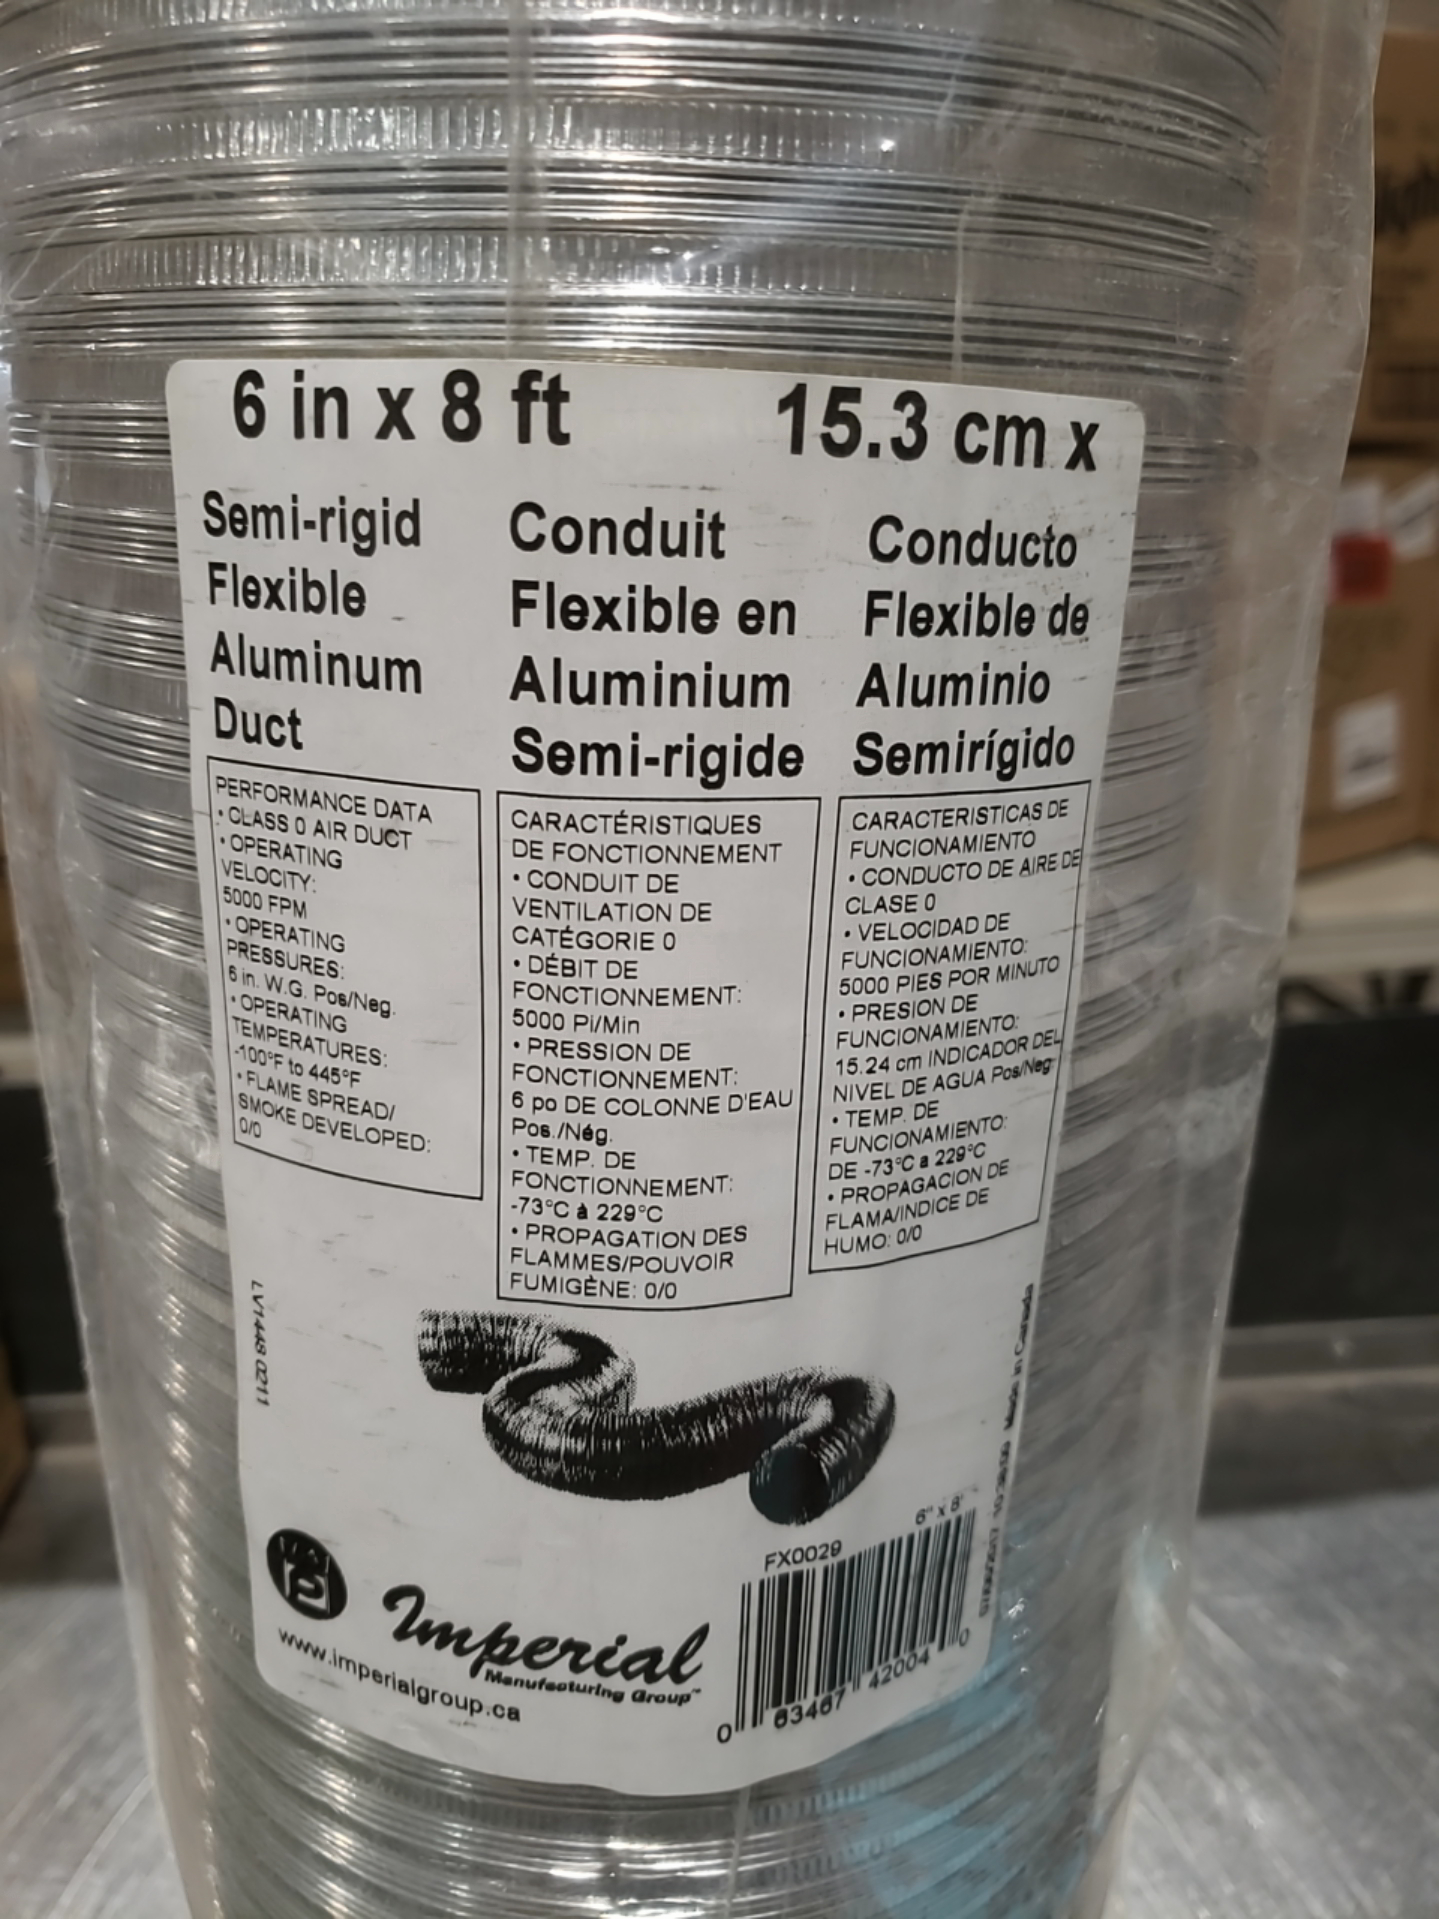 6 in x 8 ft
15.3 cm x
Semi-rigid
Flexible
Aluminum
Duct
Conduit
Flexible en
Aluminium
Semi-rigide
Conducto
Flexible de
Aluminio
Semirígido
PERFORMANCE DATA
• CLASS 0 AIR DUCT
• OPERATING
VELOCITY:
5000 FPM
• OPERATING
PRESSURES:
6 in. W.G. Pos/Neg.
• OPERATING
TEMPERATURES:
-100°F to 445°F
• FLAME SPREAD/
SMOKE DEVELOPED:
0/0
CARACTÉRISTIQUES
DE FONCTIONNEMENT
• CONDUIT DE
VENTILATION DE
CATÉGORIE 0
• DÉBIT DE
FONCTIONNEMENT:
5000 Pi/Min
• PRESSION DE
FONCTIONNEMENT:
6 po DE COLONNE D'EAU
Pos./Nég.
• TEMP. DE
FONCTIONNEMENT:
-73°C à 229°C
• PROPAGATION DES
FLAMMES/POUVOIR
FUMIGÈNE: 0/0
CARACTERISTICAS DE
FUNCIONAMIENTO
• CONDUCTO DE AIRE DE
CLASE 0
• VELOCIDAD DE
FUNCIONAMIENTO:
5000 PIES POR MINUTO
• PRESION DE
FUNCIONAMIENTO:
15.24 cm INDICADOR DEL
NIVEL DE AGUA Pos/Neg
• TEMP. DE
FUNCIONAMIENTO:
DE -73°C a 229°C
• PROPAGACION DE
FLAMA/INDICE DE
HUMO: 0/0
LV1448 0211
Made in Canada
FX0029
6" x 8'
Imperial
Manufacturing Group™
www.imperialgroup.ca
0 63467 42004 0